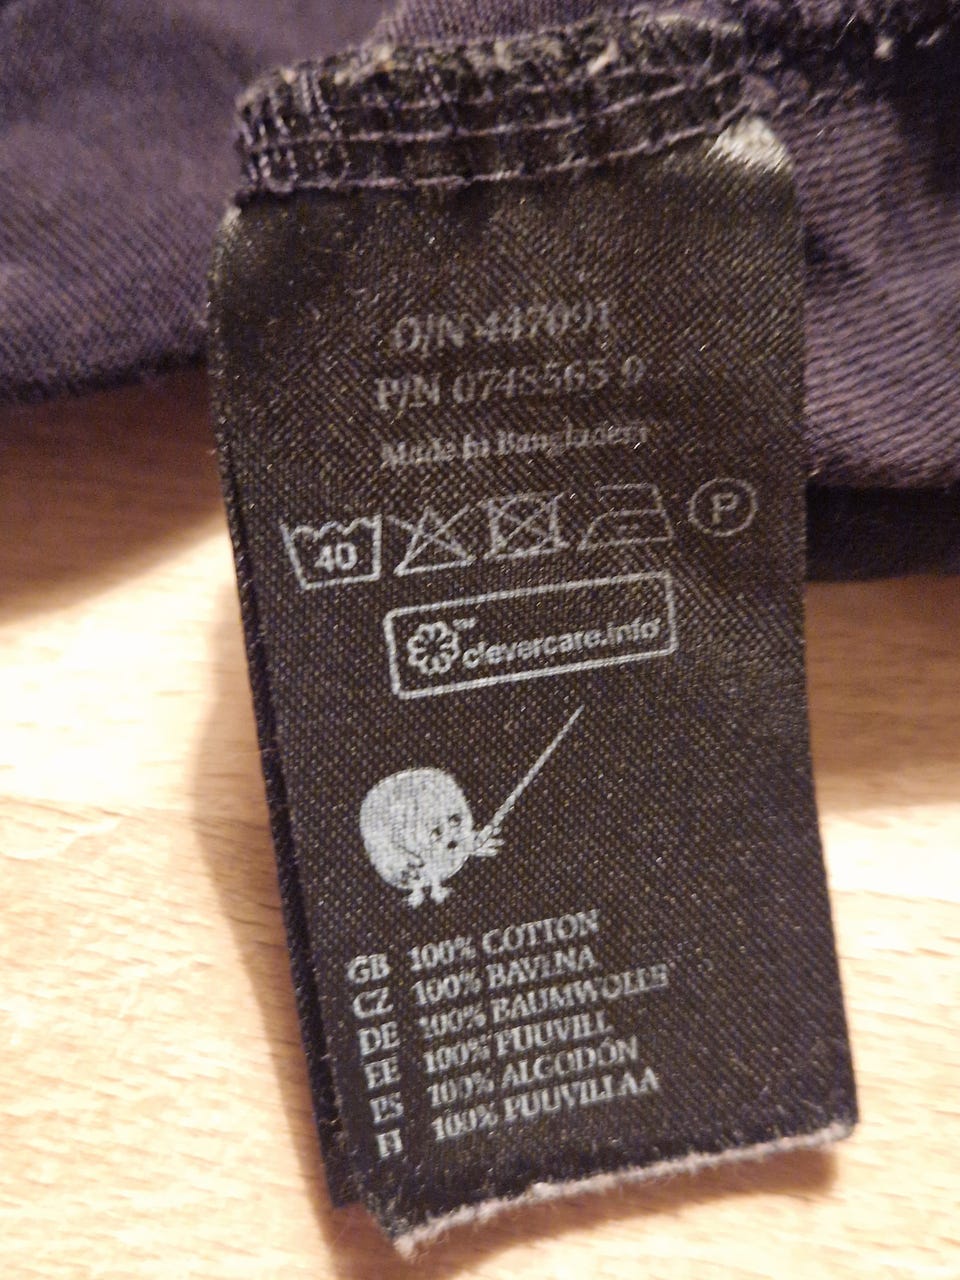 O/N 447091
P/N 0748565-9
Made in Bangladesh
40
P
™ clevercare.info
GB 100% COTTON
CZ 100% BAVLNA
DE 100% BAUMWOLLE
EE 100% PUUVILL
ES 100% ALGODÓN
FI 100% PUUVILLAA